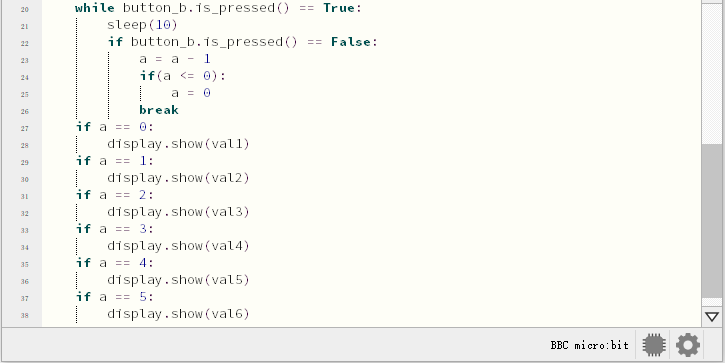 20 while button_b.is_pressed() == True:
21 sleep(10)
22 if button_b.is_pressed() == False:
23 a = a - 1
24 if(a <= 0):
25 a = 0
26 break
27 if a == 0:
28 display.show(val1)
29 if a == 1:
30 display.show(val2)
31 if a == 2:
32 display.show(val3)
33 if a == 3:
34 display.show(val4)
35 if a == 4:
36 display.show(val5)
37 if a == 5:
38 display.show(val6)
BBC micro:bit